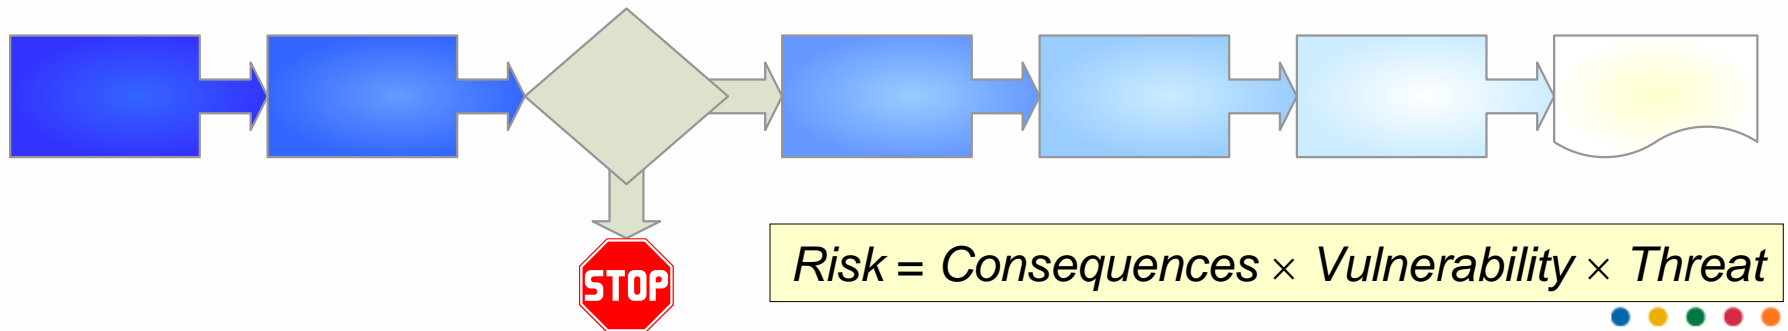 STOP
Risk = Consequences × Vulnerability × Threat